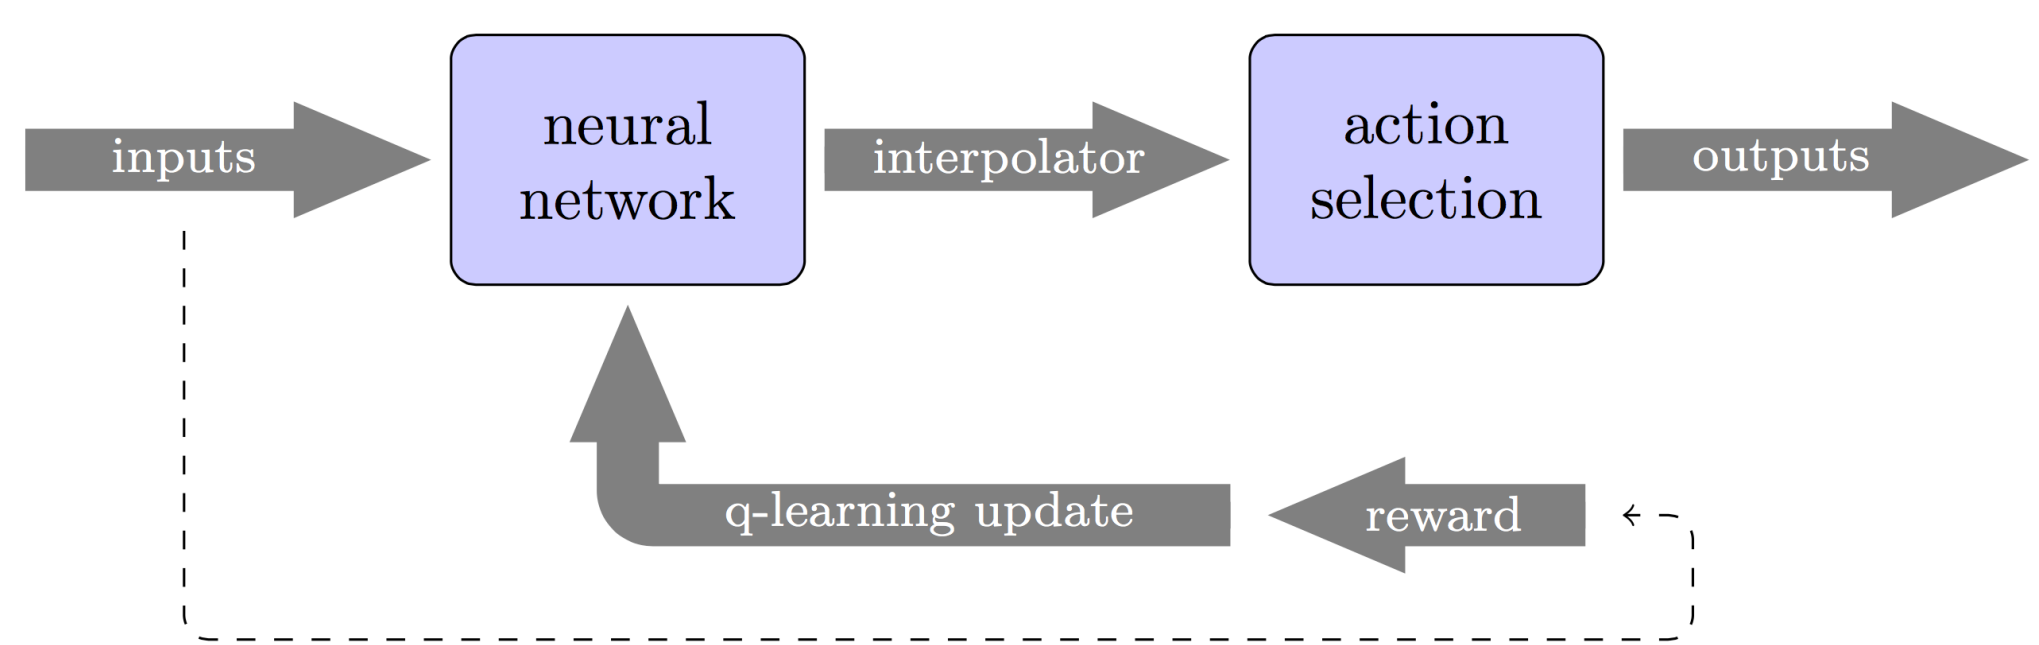 inputs
neural
network
interpolator
action
selection
outputs
q-learning update
reward